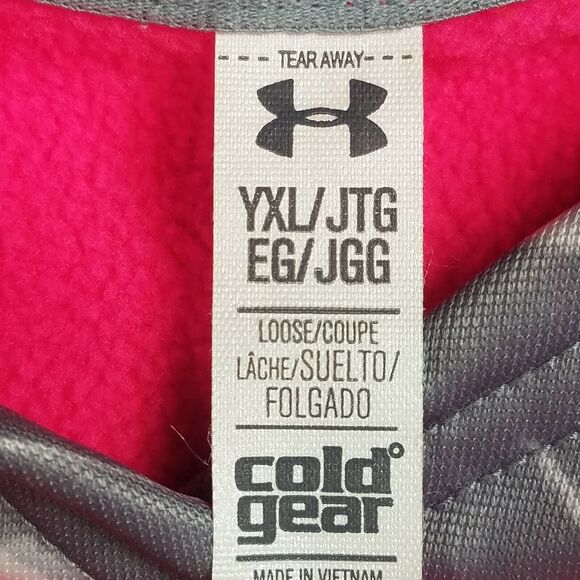 - TEAR AWAY -
YXL/JTG
EG/JGG
LOOSE/COUPE
LÂCHE/SUELTO/
FOLGADO
cold°
gear
MADE IN VIETNAM